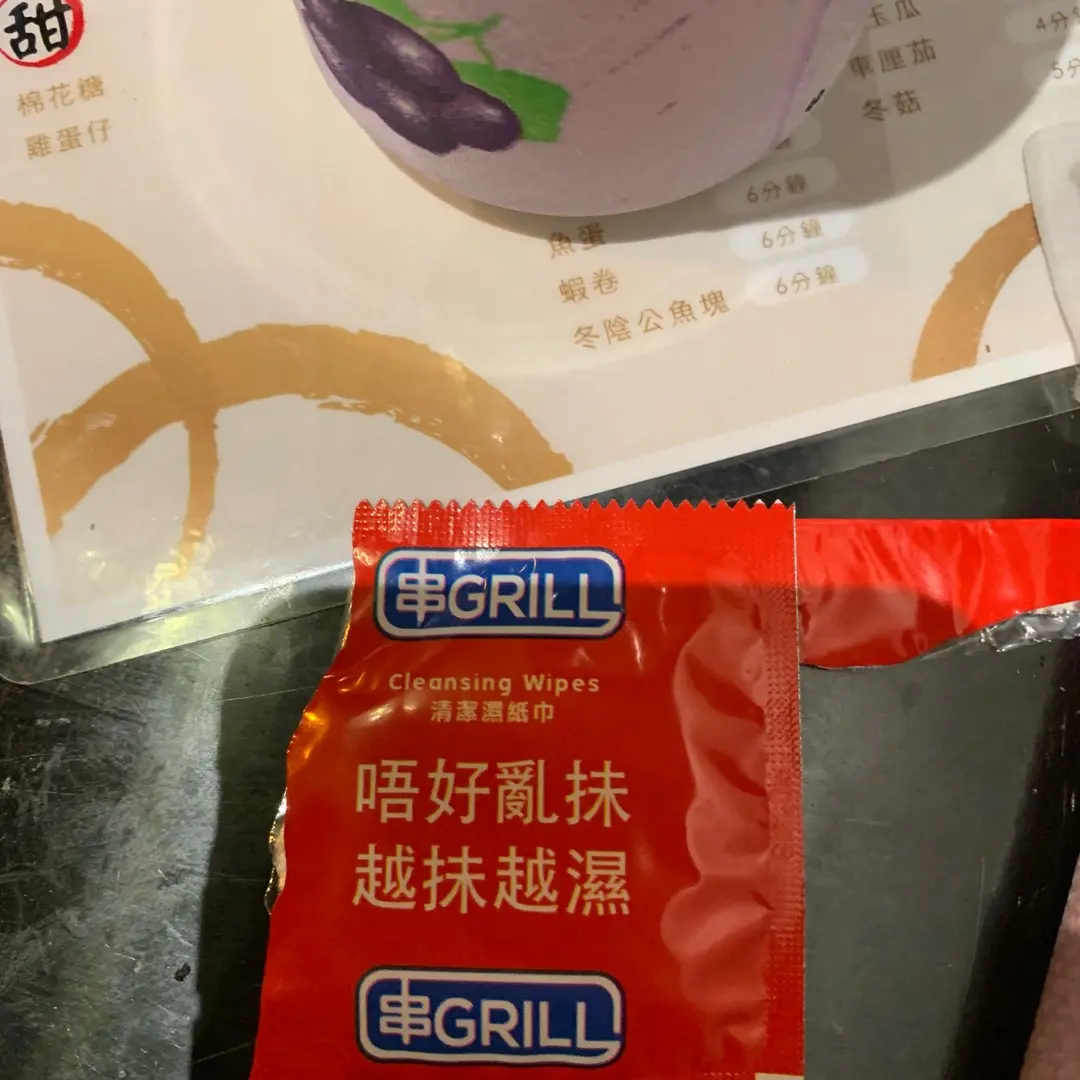 甜
棉花糖
雞蛋仔
車厘茄
冬菇
6分鐘
魚蛋 6分鐘
蝦卷 6分鐘
冬陰公魚塊
串GRILL
Cleansing Wipes
清潔濕紙巾
唔好亂抹
越抹越濕
串GRILL